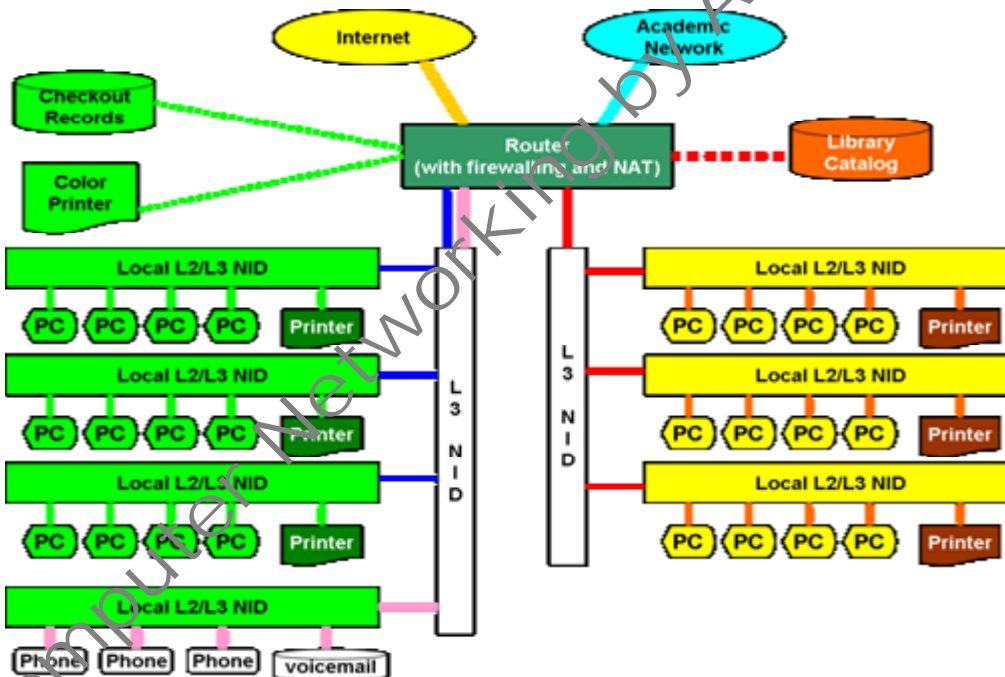 Internet
Academic
Network
Checkout
Records
Router
(with firewalling and NAT)
Library
Catalog
Color
Printer
Local L2/L3 NID
PC PC PC PC Printer
Local L2/L3 NID
PC PC PC PC Printer
Local L2/L3 NID
PC PC PC PC Printer
Local L2/L3 NID
Phone Phone Phone voicemail
L
3
N
I
D
L
3
N
I
D
Local L2/L3 NID
PC PC PC PC Printer
Local L2/L3 NID
PC PC PC PC Printer
Local L2/L3 NID
PC PC PC PC Printer
Networking by